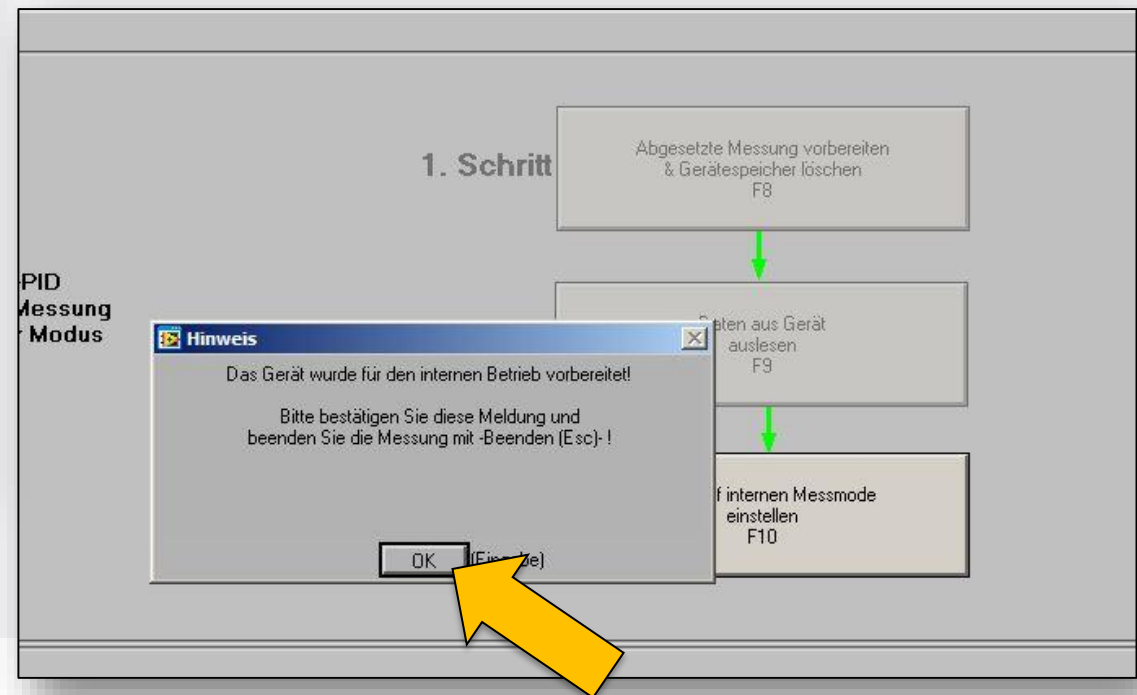 1. Schritt
Abgesetzte Messung vorbereiten
& Gerätespeicher löschen
F8
PID
Messung
Modus
aus Gerät
auslesen
F9
internen Messmode
einstellen
F10
Hinweis
Das Gerät wurde für den internen Betrieb vorbereitet!
Bitte bestätigen Sie diese Meldung und
beenden Sie die Messung mit -Beenden (Esc)- !
OK